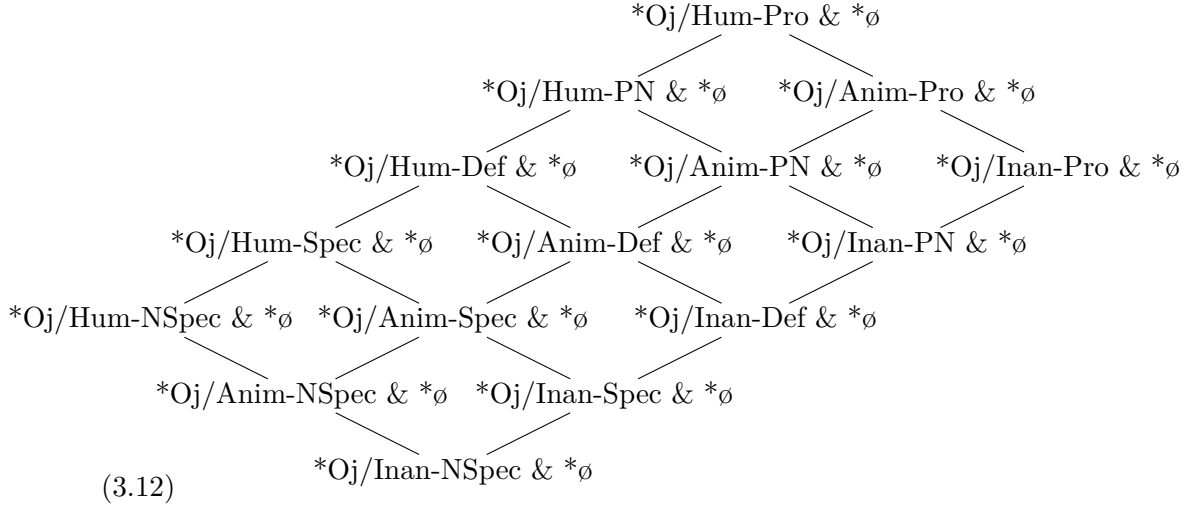 *Oj/Hum-Pro & *ø
*Oj/Hum-PN & *ø *Oj/Anim-Pro & *ø
*Oj/Hum-Def & *ø *Oj/Anim-PN & *ø *Oj/Inan-Pro & *ø
*Oj/Hum-Spec & *ø *Oj/Anim-Def & *ø *Oj/Inan-PN & *ø
*Oj/Hum-NSpec & *ø *Oj/Anim-Spec & *ø *Oj/Inan-Def & *ø
*Oj/Anim-NSpec & *ø *Oj/Inan-Spec & *ø
*Oj/Inan-NSpec & *ø
(3.12)